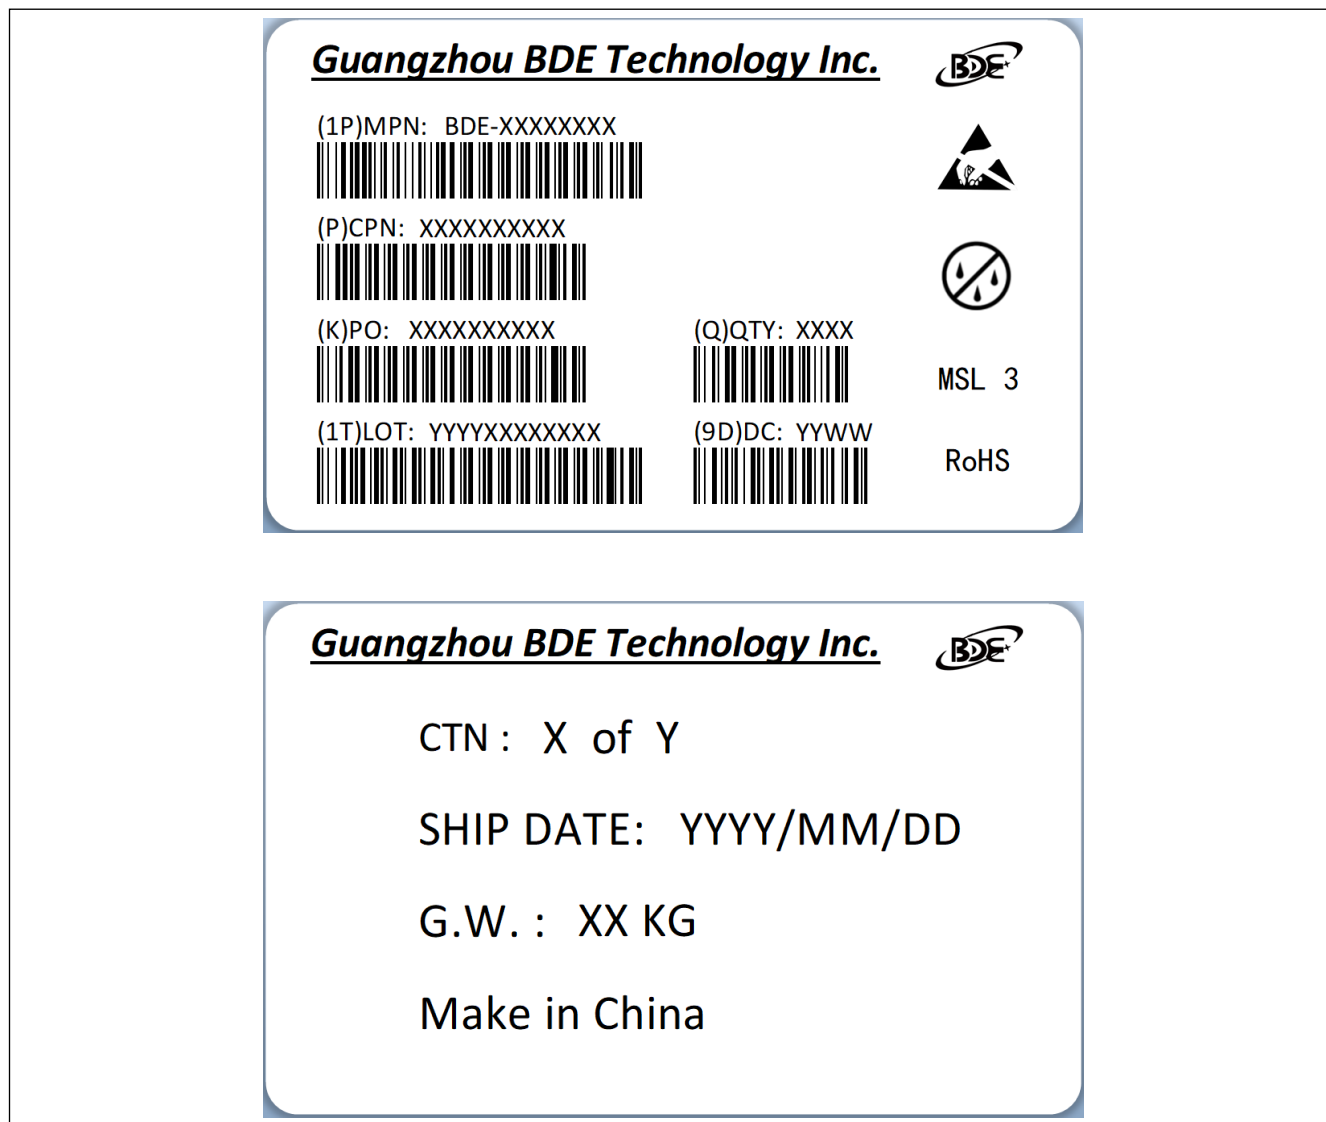 Guangzhou BDE Technology Inc.
BDE
(1P)MPN: BDE-XXXXXXXX
(P)CPN: XXXXXXXXXX
(K)PO: XXXXXXXXXX
(Q)QTY: XXXX
MSL 3
(1T)LOT: YYYYXXXXXXXX
(9D)DC: YYWW
RoHS
Guangzhou BDE Technology Inc.
BDE
CTN : X of Y
SHIP DATE: YYYY/MM/DD
G.W. : XX KG
Make in China